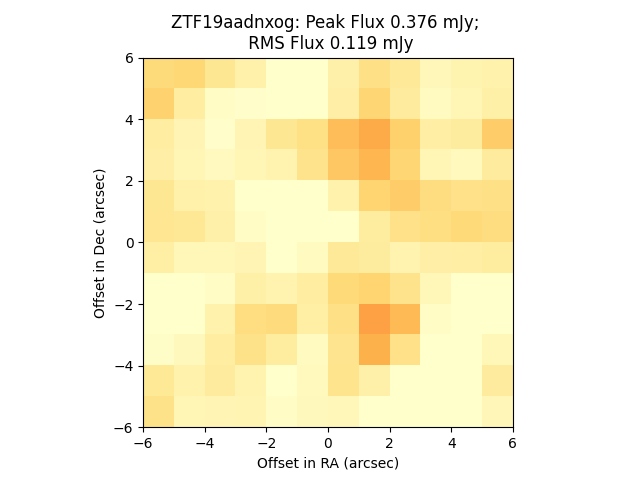 ZTF19aadnxog: Peak Flux 0.376 mJy;
RMS Flux 0.119 mJy
6
4
2
0
−2
−4
−6
Offset in Dec (arcsec)
−6 −4 −2 0 2 4 6
Offset in RA (arcsec)